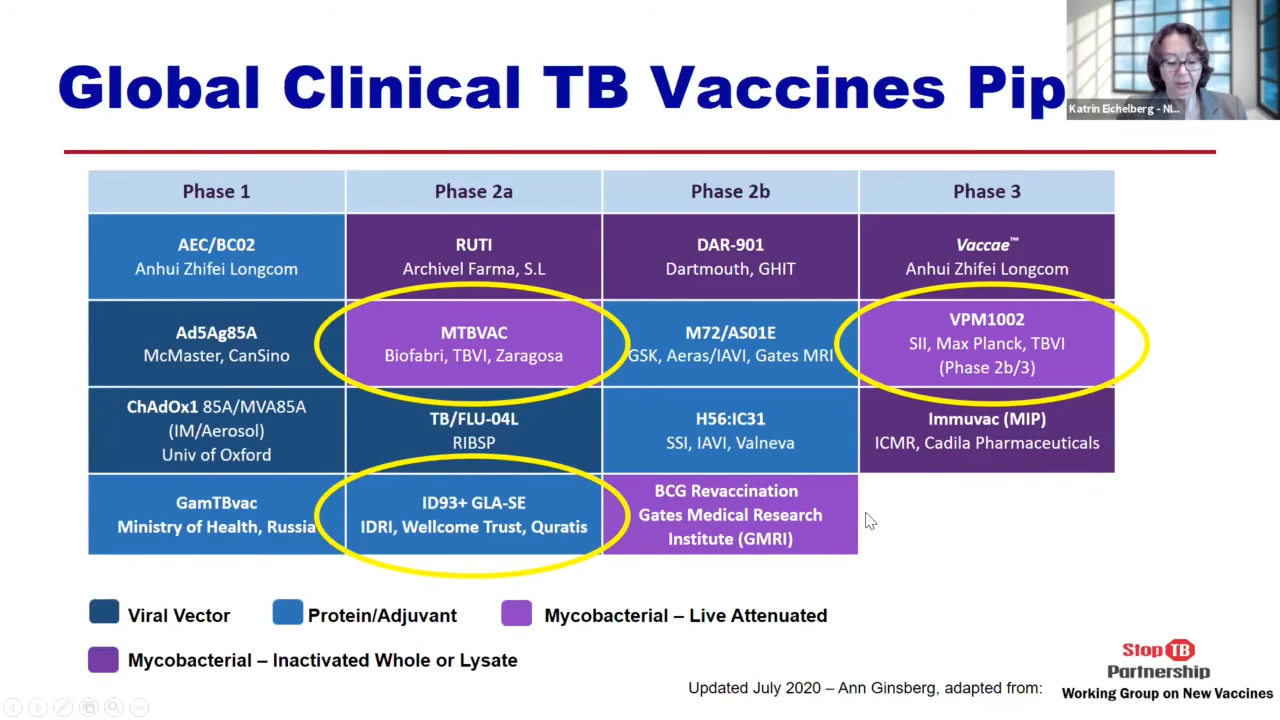 Global Clinical TB Vaccines Pip
Katrin Eichelberg - NI...
Phase 1
Phase 2a
Phase 2b
Phase 3
AEC/BC02
Anhui Zhifei Longcom
RUTI
Archivel Farma, S.L
DAR-901
Dartmouth, GHIT
Vaccae™
Anhui Zhifei Longcom
Ad5Ag85A
McMaster, CanSino
MTBVAC
Biofabri, TBVI, Zaragosa
M72/AS01E
GSK, Aeras/IAVI, Gates MRI
VPM1002
SII, Max Planck, TBVI
(Phase 2b/3)
ChAdOx1 85A/MVA85A
(IM/Aerosol)
Univ of Oxford
TB/FLU-04L
RIBSP
H56:IC31
SSI, IAVI, Valneva
Immuvac (MIP)
ICMR, Cadila Pharmaceuticals
GamTBvac
Ministry of Health, Russia
ID93+ GLA-SE
IDRI, Wellcome Trust, Quratis
BCG Revaccination
Gates Medical Research
Institute (GMRI)
Viral Vector
Protein/Adjuvant
Mycobacterial – Live Attenuated
Mycobacterial – Inactivated Whole or Lysate
Updated July 2020 – Ann Ginsberg, adapted from:
Stop TB
Partnership
Working Group on New Vaccines